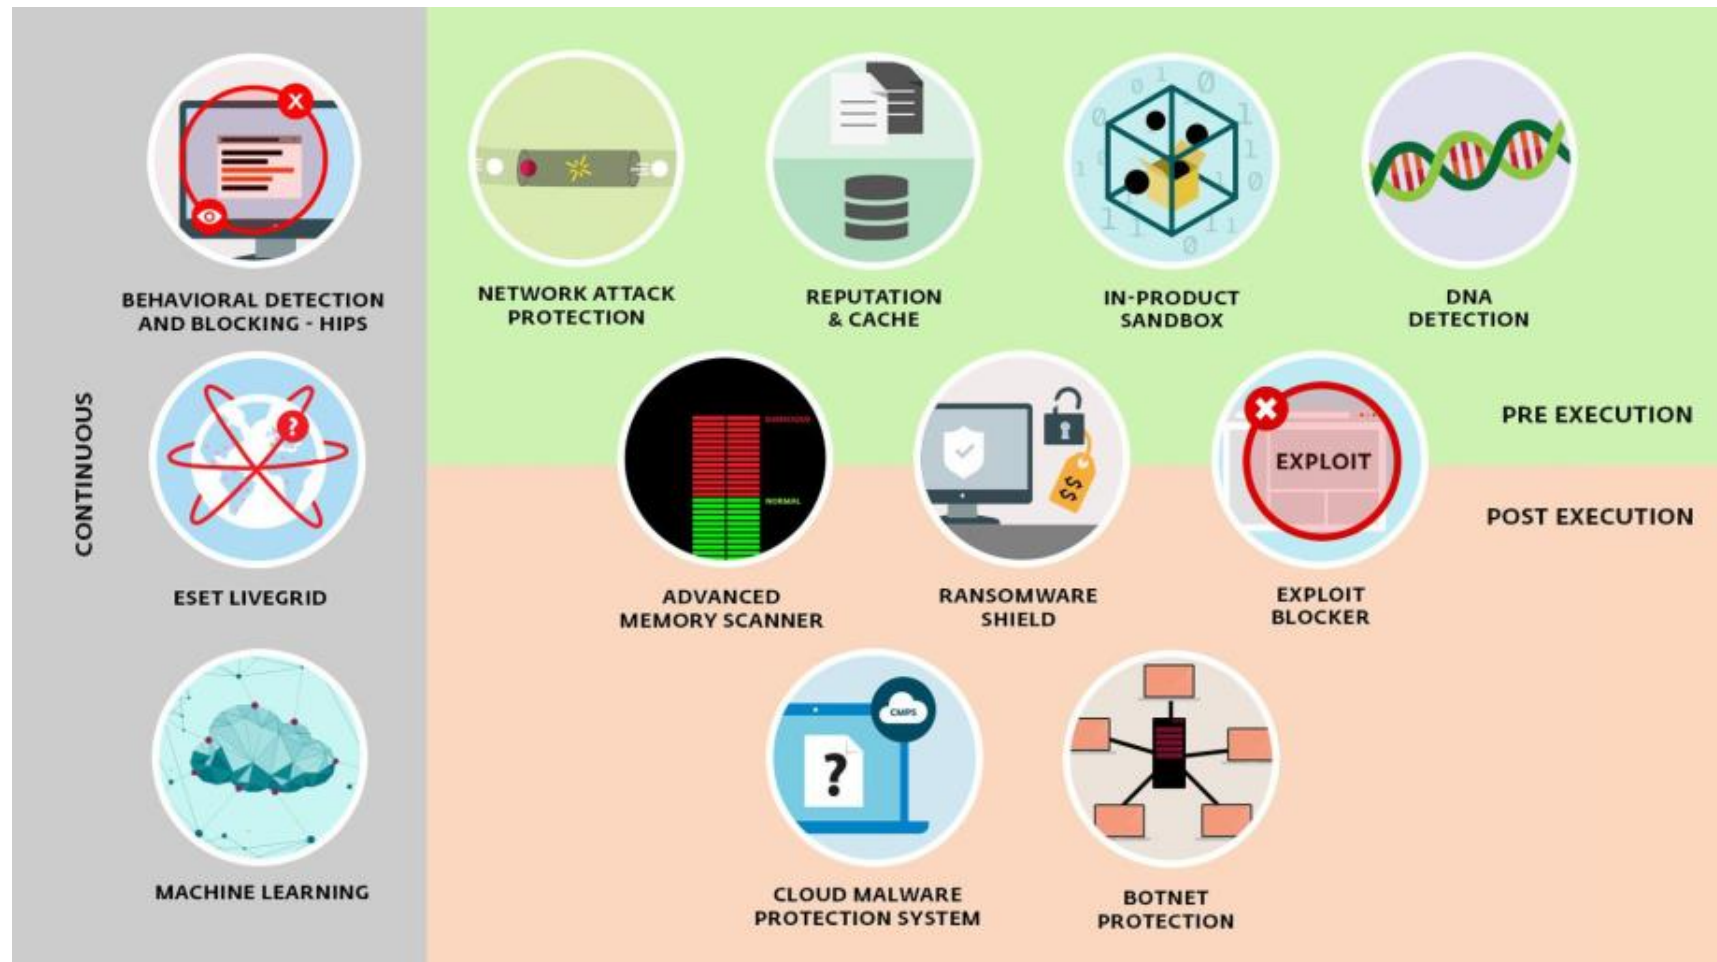 BEHAVIORAL DETECTION
AND BLOCKING - HIPS
NETWORK ATTACK
PROTECTION
REPUTATION
& CACHE
IN-PRODUCT
SANDBOX
DNA
DETECTION
CONTINUOUS
ESET LIVEGRID
?
NORMAL
$$
EXPLOIT
PRE EXECUTION
POST EXECUTION
ADVANCED
MEMORY SCANNER
RANSOMWARE
SHIELD
EXPLOIT
BLOCKER
MACHINE LEARNING
CMPS
?
CLOUD MALWARE
PROTECTION SYSTEM
BOTNET
PROTECTION